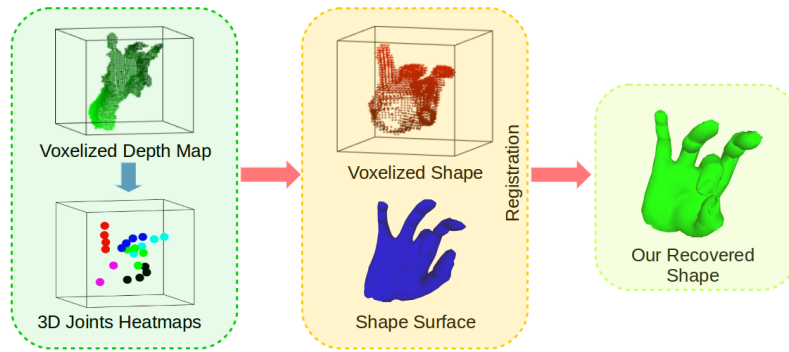 Voxelized Depth Map
3D Joints Heatmaps
Voxelized Shape
Shape Surface
Registration
Our Recovered
Shape